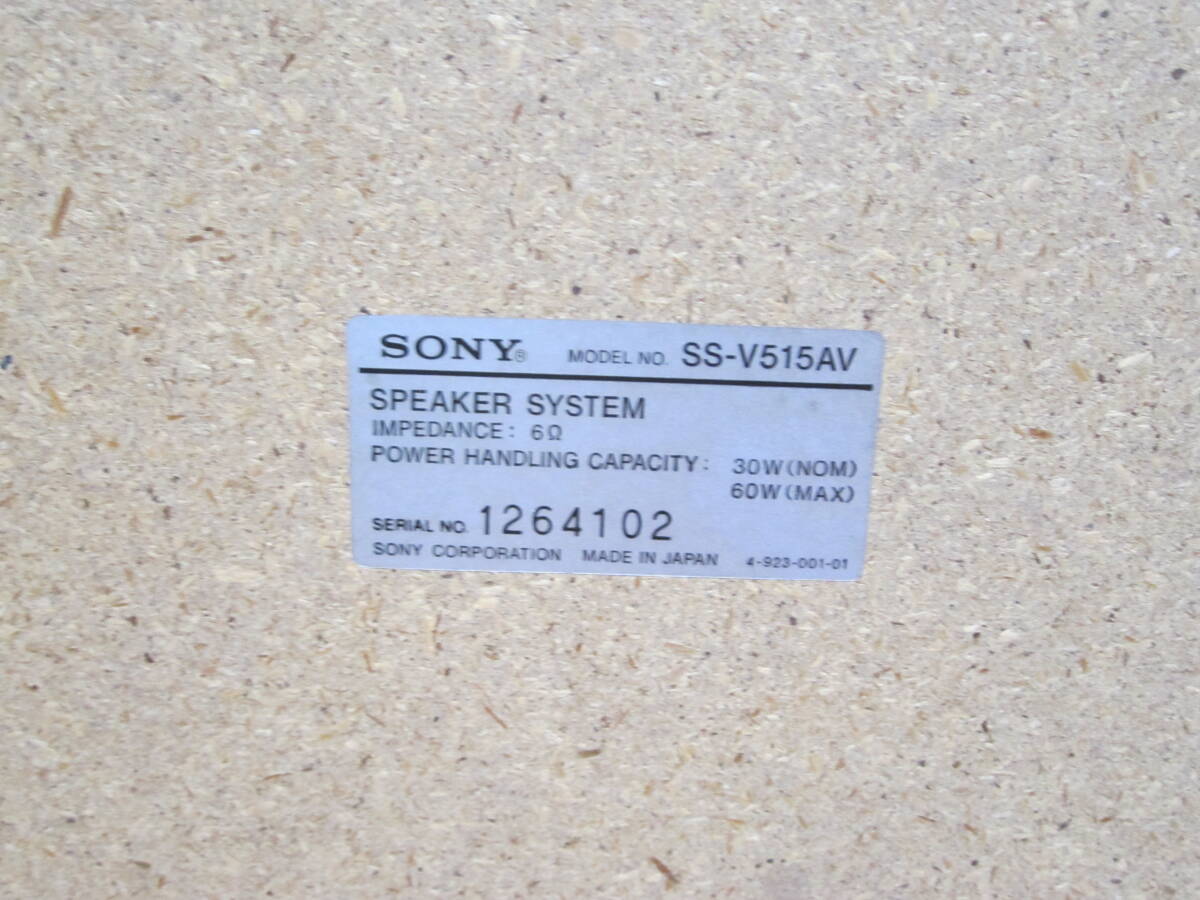 SONY® MODEL NO. SS-V515AV
SPEAKER SYSTEM
IMPEDANCE: 6Ω
POWER HANDLING CAPACITY: 30W(NOM)
60W(MAX)
SERIAL NO. 1264102
SONY CORPORATION MADE IN JAPAN 4-923-001-01